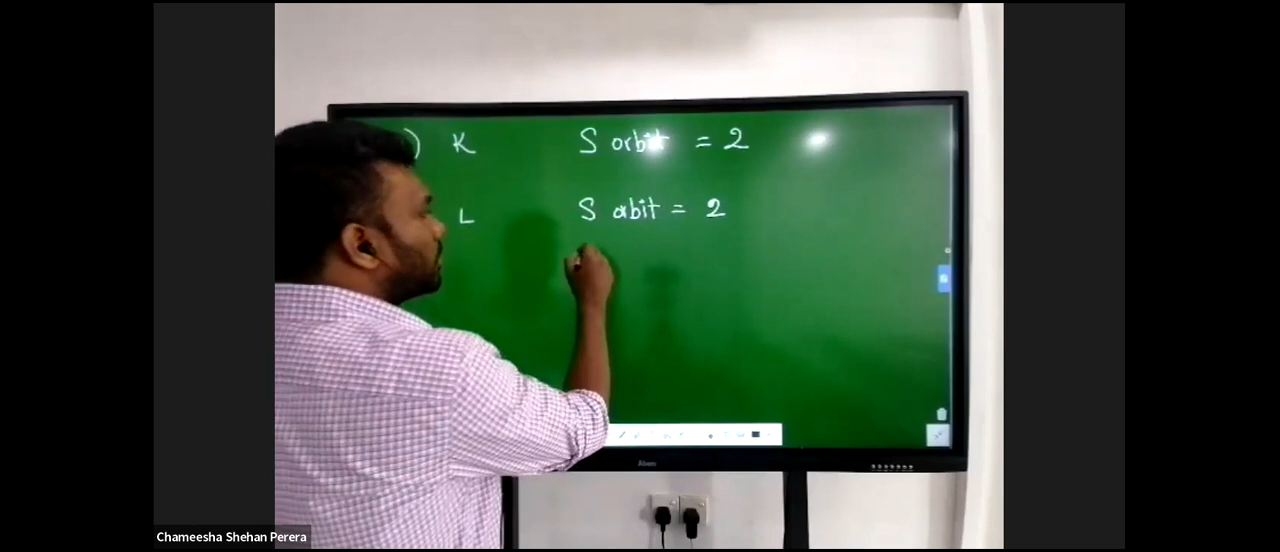 ) K S orbit = 2
L S orbit = 2
Chameesha Shehan Perera